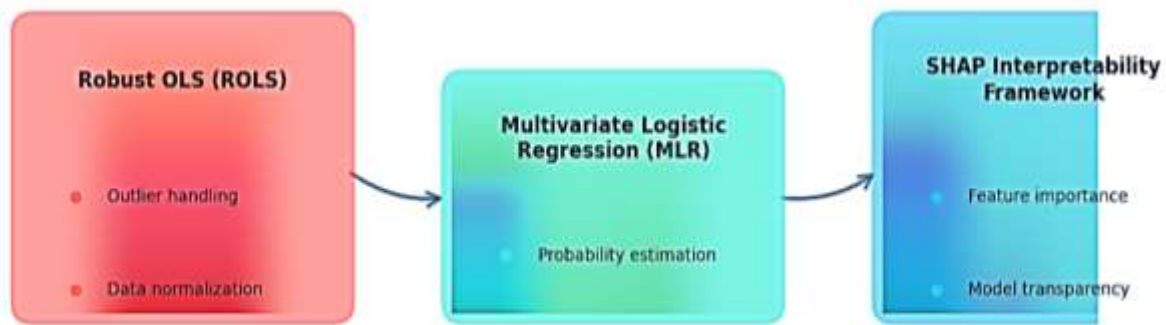 Robust OLS (ROLS)
Outlier handling
Data normalization
Multivariate Logistic
Regression (MLR)
Probability estimation
SHAP Interpretability
Framework
Feature importance
Model transparency